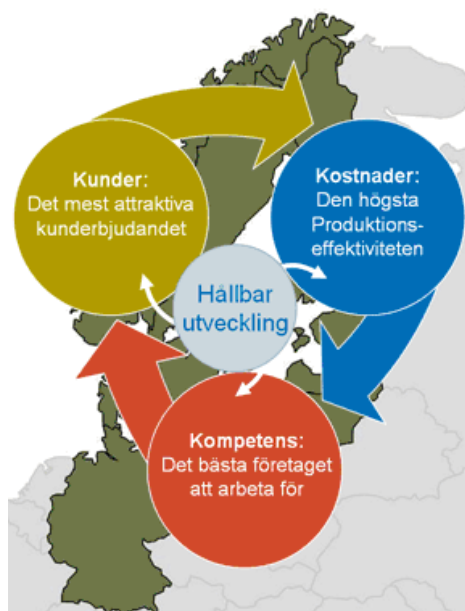 Kunder:
Det mest attraktiva
kunderbjudandet
Kostnader:
Den högsta
Produktions-
effektiviteten
Hållbar
utveckling
Kompetens:
Det bästa företaget
att arbeta för